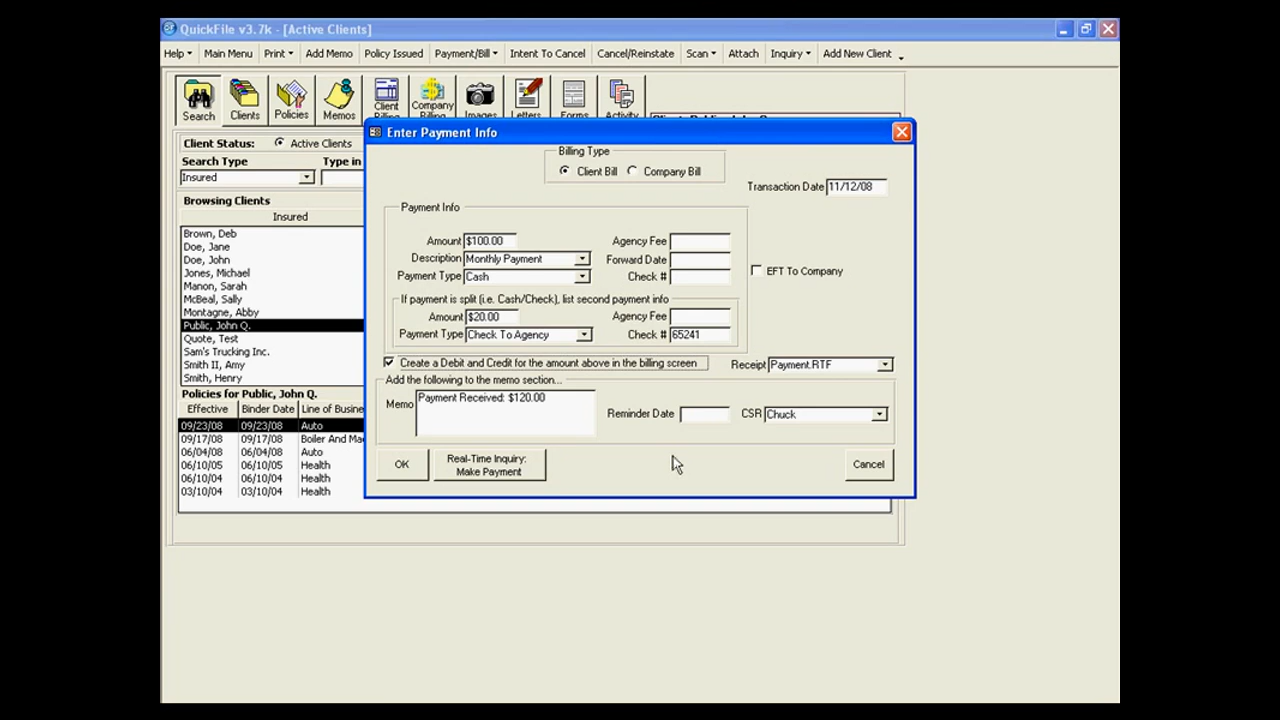 QuickFile v3.7k - [Active Clients]
Help Main Menu Print Add Memo Policy Issued Payment/Bill Intent To Cancel Cancel/Reinstate Scan Attach Inquiry Add New Client
Search Clients Policies Memos Client Company Billing Images Letters Forms Activity
Client Status: Active Clients
Search Type Type in
Insured
Browsing Clients
Insured
Brown, Deb
Doe, Jane
Doe, John
Jones, Michael
Manon, Sarah
McBeal, Sally
Montagne, Abby
Public, John Q.
Quote, Test
Sam's Trucking Inc.
Smith II, Amy
Smith, Henry
Policies for Public, John Q.
Effective Binder Date Line of Busine
09/23/08 09/23/08 Auto
09/17/08 09/17/08 Boiler And Ma
06/04/08 06/04/08 Auto
06/10/05 06/10/05 Health
06/10/04 06/10/04 Health
03/10/04 03/10/04 Health
Enter Payment Info
Billing Type
Client Bill Company Bill
Transaction Date 11/12/08
Payment Info
Amount $100.00 Agency Fee
Description Monthly Payment Forward Date
Payment Type Cash Check #
EFT To Company
If payment is split (i.e. Cash/Check), list second payment info
Amount $20.00 Agency Fee
Payment Type Check To Agency Check # 65241
Create a Debit and Credit for the amount above in the billing screen
Receipt Payment.RTF
Add the following to the memo section...
Memo Payment Received: $120.00
Reminder Date CSR Chuck
OK Real-Time Inquiry: Make Payment Cancel